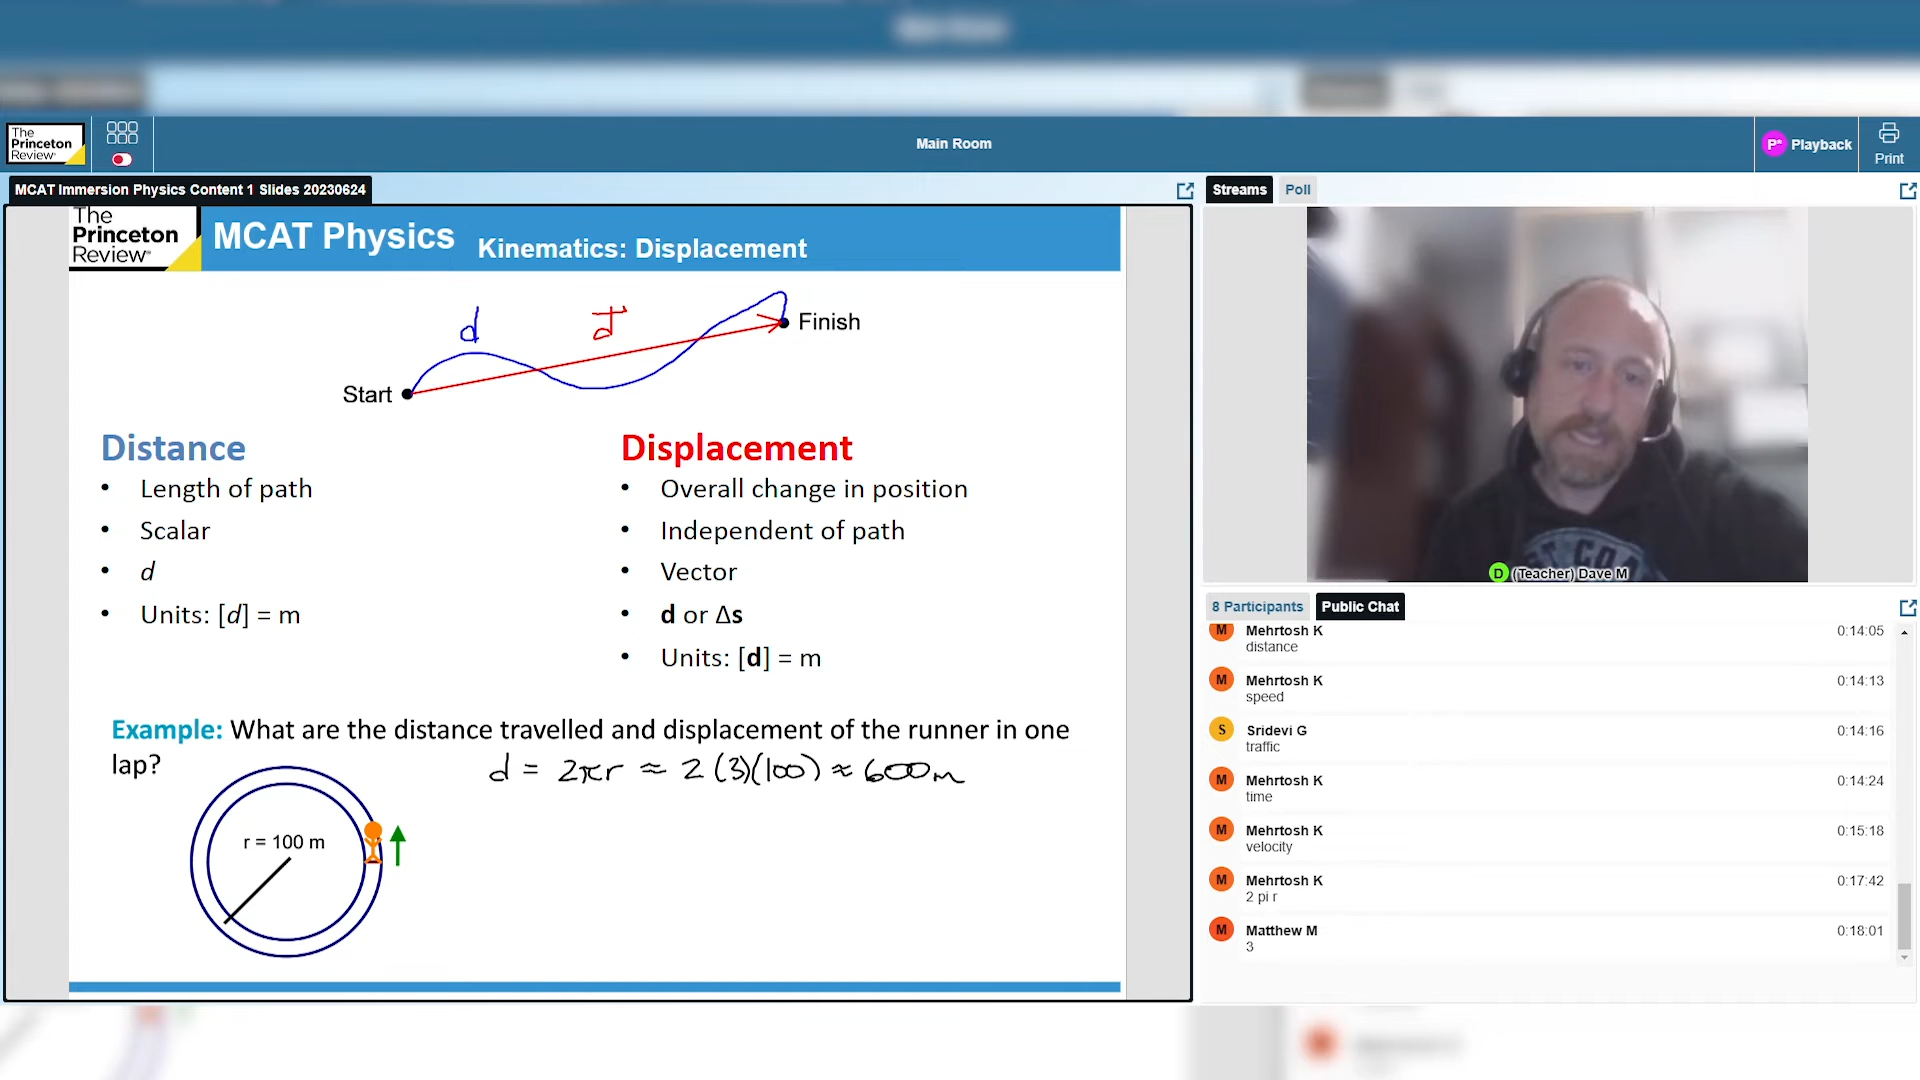 The
Princeton
Review®
Main Room
P* Playback
Print
MCAT Immersion Physics Content 1 Slides 20230624
Streams Poll
The
Princeton
Review®
MCAT Physics Kinematics: Displacement
d
d
Finish
Start
Distance
• Length of path
• Scalar
• d
• Units: [d] = m
Displacement
• Overall change in position
• Independent of path
• Vector
• d or Δs
• Units: [d] = m
Example: What are the distance travelled and displacement of the runner in one
lap?
d = 2πr ≈ 2 (3)(100) ≈ 600m
r = 100 m
D (Teacher) Dave M
8 Participants Public Chat
M Mehrtosh K 0:14:05
distance
M Mehrtosh K 0:14:13
speed
S Sridevi G 0:14:16
traffic
M Mehrtosh K 0:14:24
time
M Mehrtosh K 0:15:18
velocity
M Mehrtosh K 0:17:42
2 pi r
M Matthew M 0:18:01
3